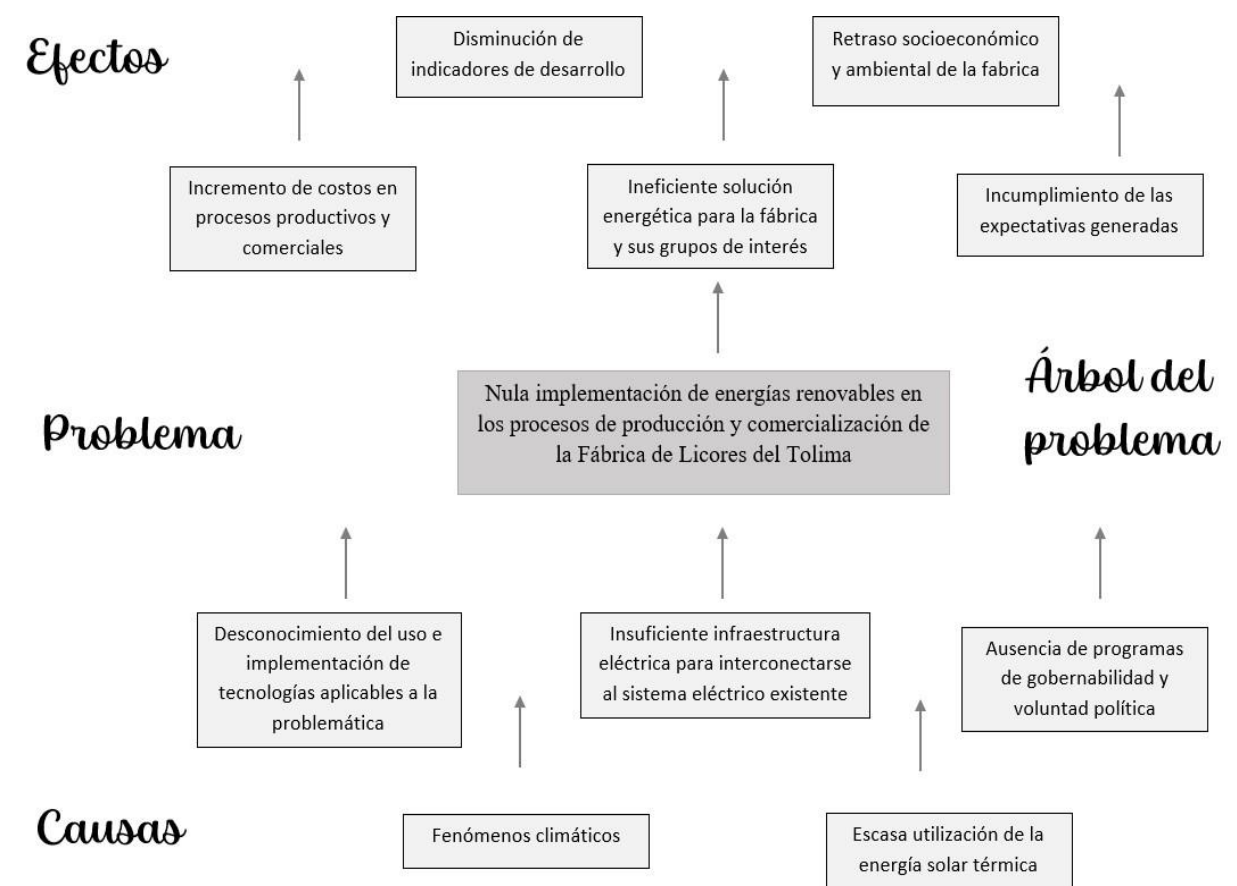 Efectos
Disminución de
indicadores de desarrollo
Retraso socioeconómico
y ambiental de la fabrica
Incremento de costos en
procesos productivos y
comerciales
Ineficiente solución
energética para la fábrica
y sus grupos de interés
Incumplimiento de las
expectativas generadas
Problema
Nula implementación de energías renovables en
los procesos de producción y comercialización de
la Fábrica de Licores del Tolima
Árbol del
problema
Desconocimiento del uso e
implementación de
tecnologías aplicables a la
problemática
Insuficiente infraestructura
eléctrica para interconectarse
al sistema eléctrico existente
Ausencia de programas
de gobernabilidad y
voluntad política
Causas
Fenómenos climáticos
Escasa utilización de la
energía solar térmica